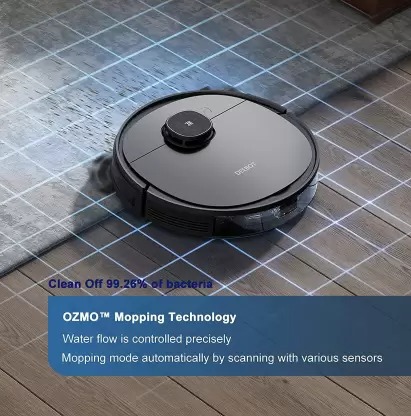 DEEBOT
Clean Off 99.26% of bacteria
OZMO™ Mopping Technology
Water flow is controlled precisely
Mopping mode automatically by scanning with various sensors